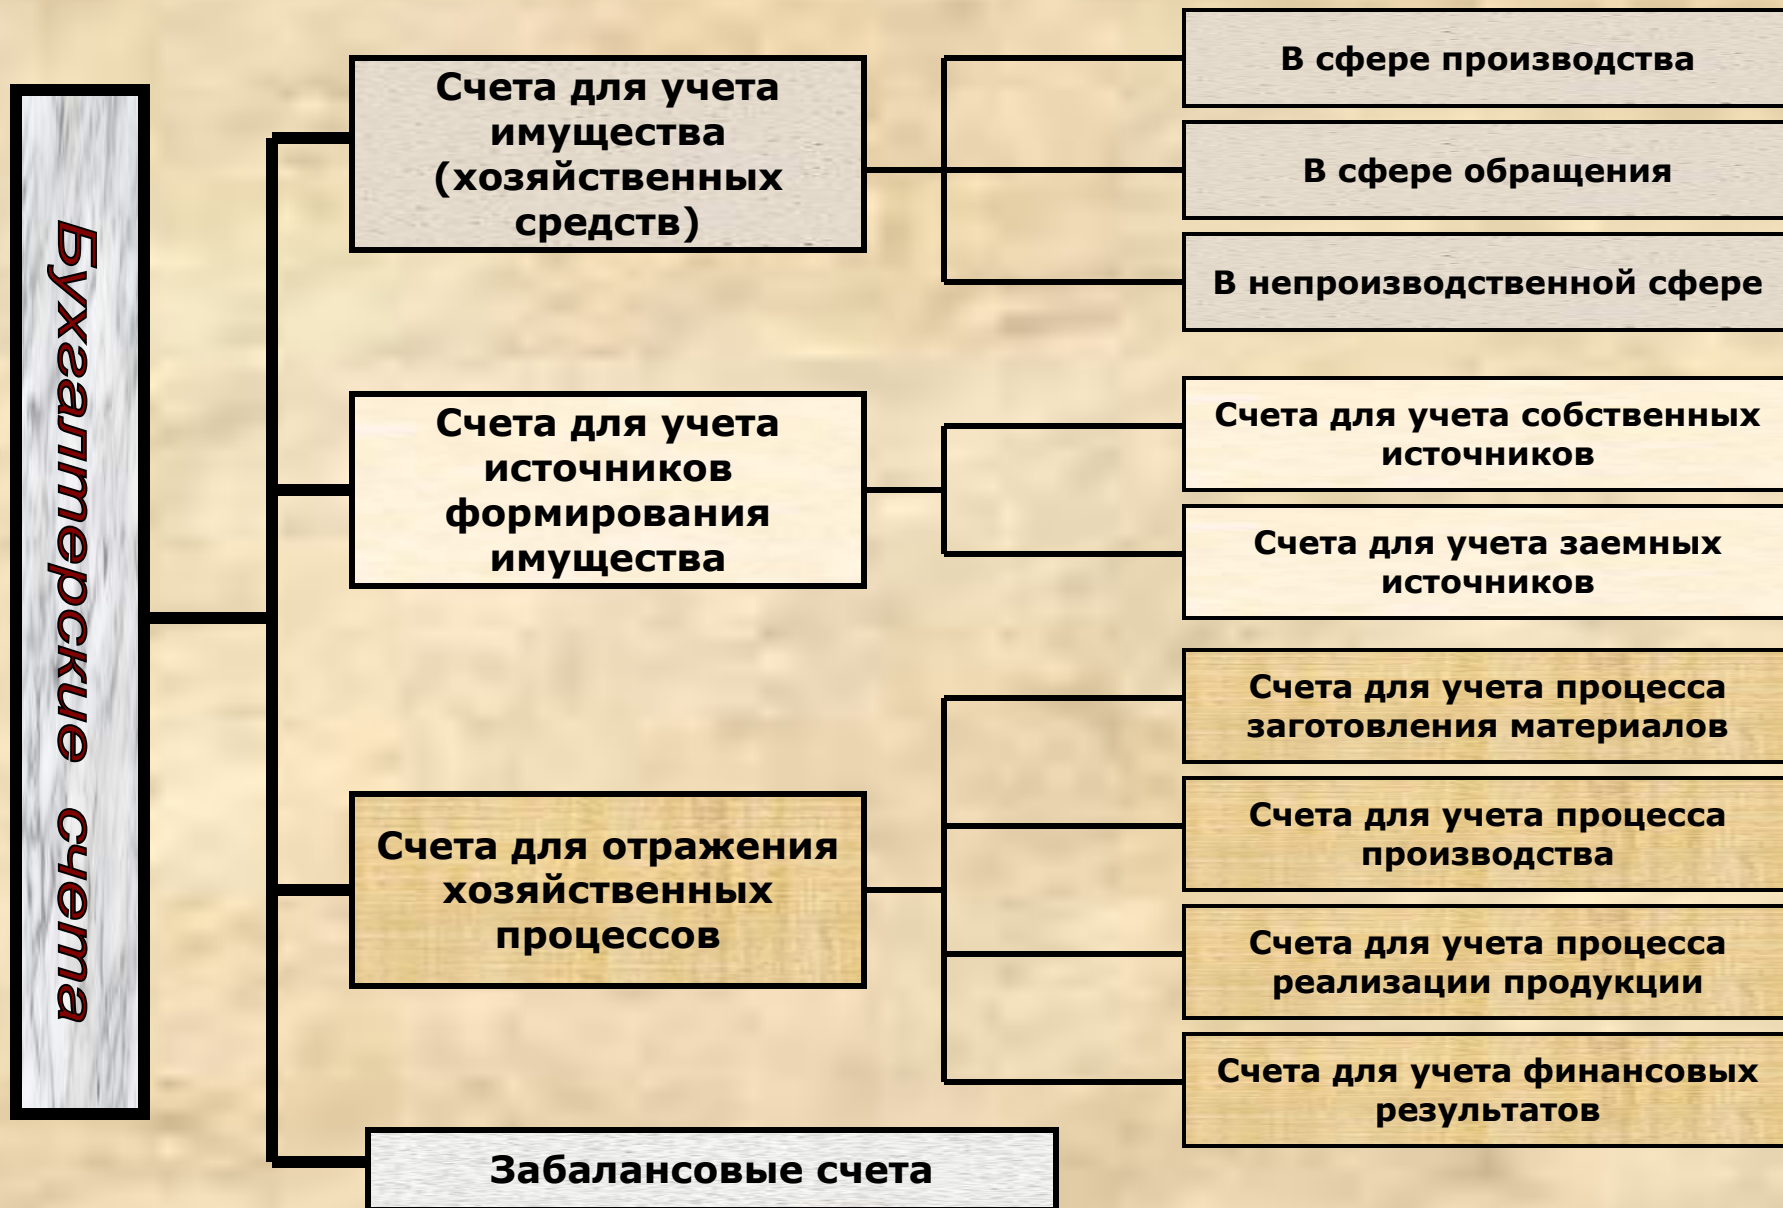 Бухгалтерские счета
Счета для учета
имущества
(хозяйственных
средств)
В сфере производства
В сфере обращения
В непроизводственной сфере
Счета для учета
источников
формирования
имущества
Счета для учета собственных
источников
Счета для учета заемных
источников
Счета для отражения
хозяйственных
процессов
Счета для учета процесса
заготовления материалов
Счета для учета процесса
производства
Счета для учета процесса
реализации продукции
Счета для учета финансовых
результатов
Забалансовые счета